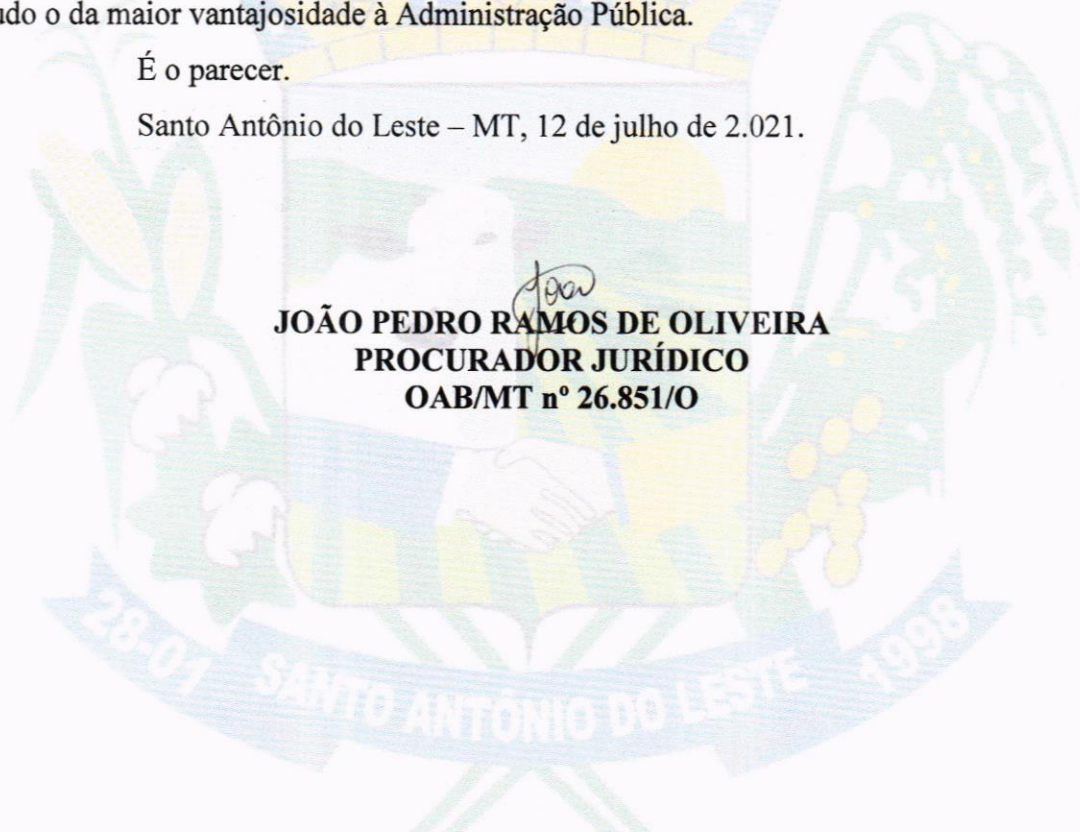 o da maior vantajosidade à Administração Pública.
É o parecer.
Santo Antônio do Leste – MT, 12 de julho de 2.021.
João
JOÃO PEDRO RAMOS DE OLIVEIRA
PROCURADOR JURÍDICO
OAB/MT nº 26.851/O
28-01
SANTO ANTÔNIO DO LESTE
1998